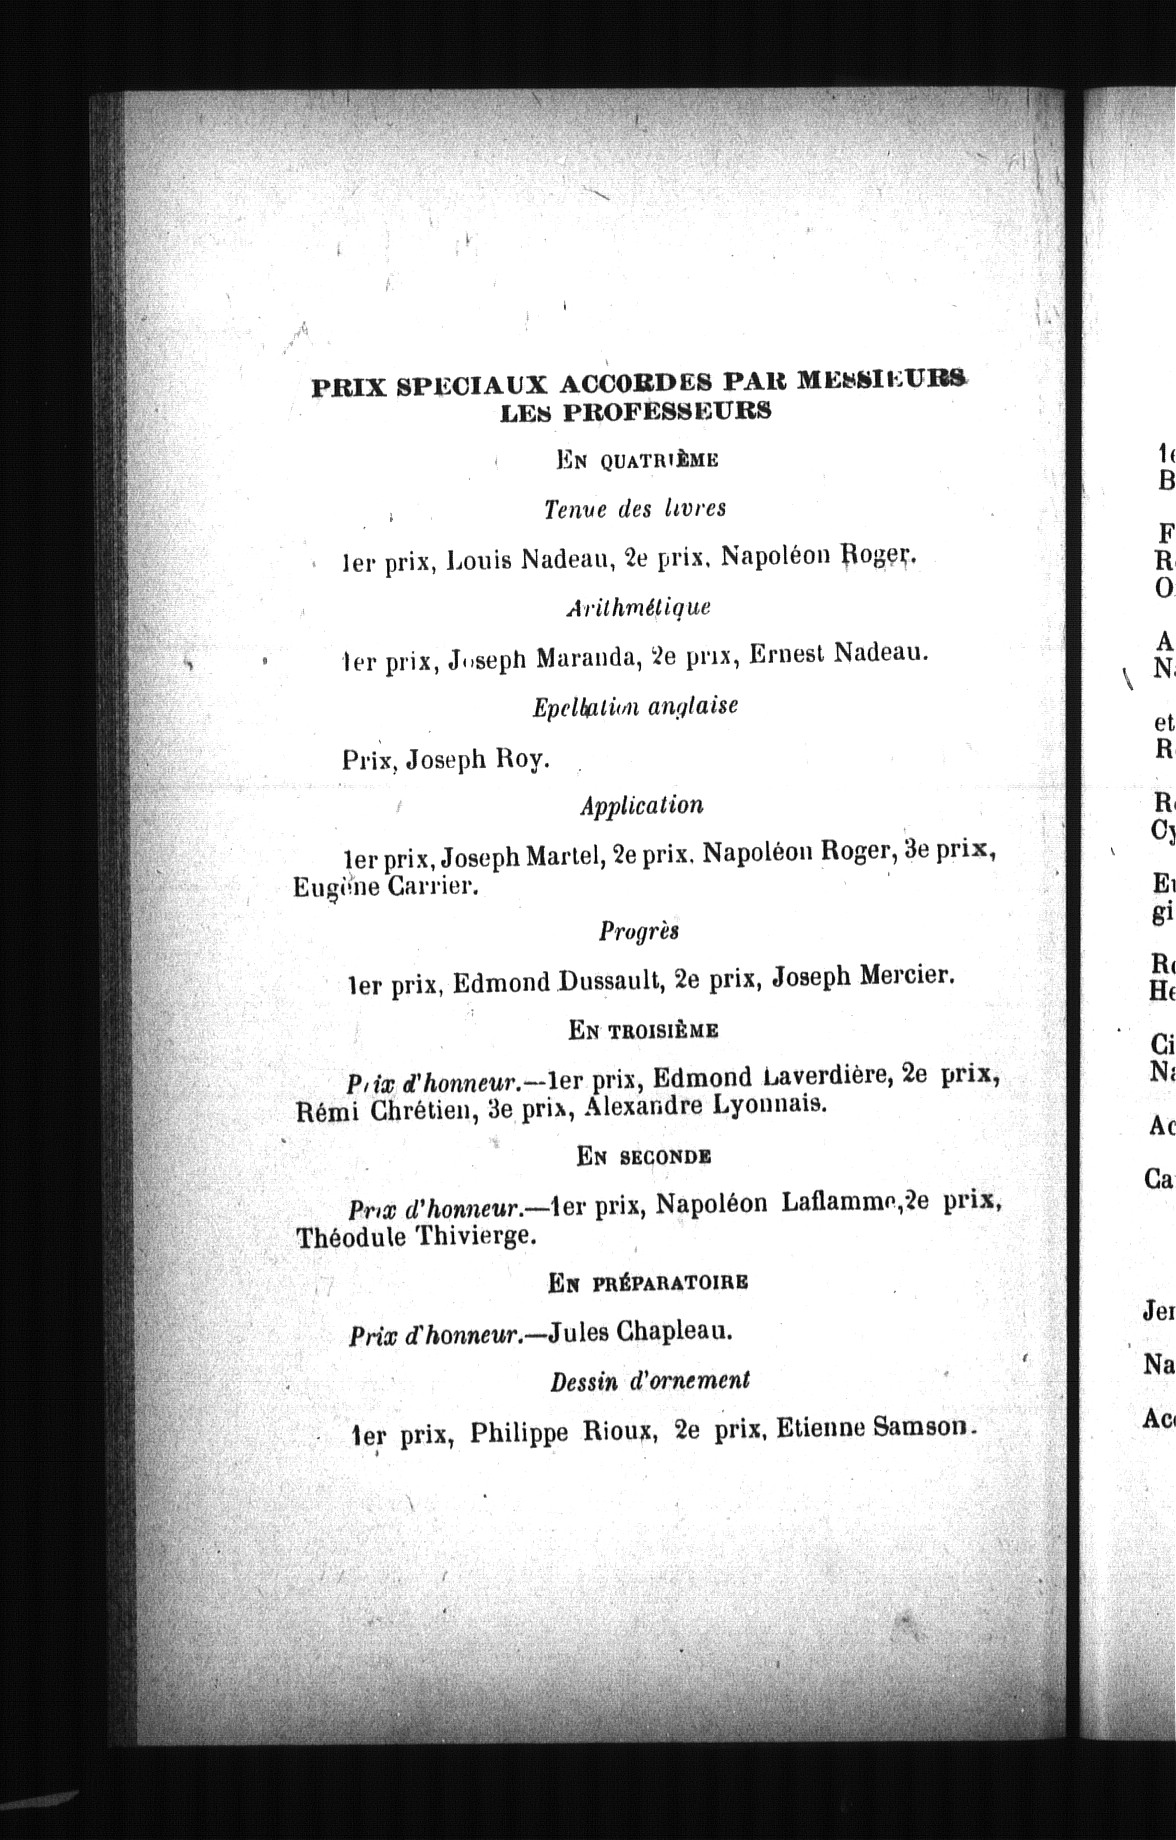 PRIX SPECIAUX ACCORDES PAR MESSIEURS
LES PROFESSEURS
EN QUATRIÈME
Tenue des livres
1er prix, Louis Nadeau, 2e prix, Napoléon Roger.
Arithmétique
1er prix, Joseph Maranda, 2e prix, Ernest Nadeau.
Epellation anglaise
Prix, Joseph Roy.
Application
1er prix, Joseph Martel, 2e prix. Napoléon Roger, 3e prix,
Eugène Carrier.
Progrès
1er prix, Edmond Dussault, 2e prix, Joseph Mercier.
EN TROISIÈME
Prix d'honneur.—1er prix, Edmond Laverdière, 2e prix,
Rémi Chrétien, 3e prix, Alexandre Lyonnais.
EN SECONDE
Prix d'honneur.—1er prix, Napoléon Laflamme, 2e prix,
Théodule Thivierge.
EN PRÉPARATOIRE
Prix d'honneur.—Jules Chapleau.
Dessin d'ornement
1er prix, Philippe Rioux, 2e prix, Etienne Samson.